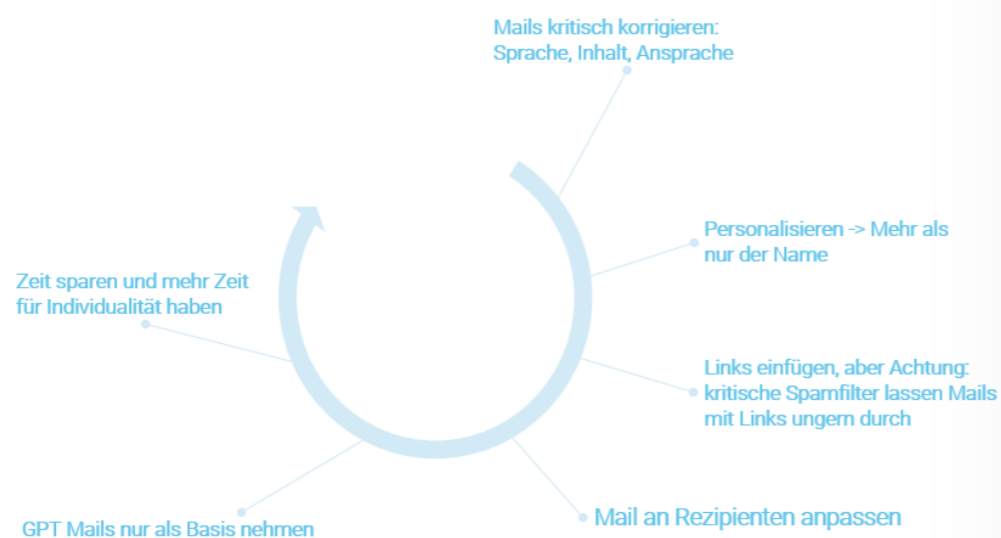 Mails kritisch korrigieren:
Sprache, Inhalt, Ansprache
Personalisieren -> Mehr als
nur der Name
Links einfügen, aber Achtung:
kritische Spamfilter lassen Mails
mit Links ungern durch
Mail an Rezipienten anpassen
GPT Mails nur als Basis nehmen
Zeit sparen und mehr Zeit
für Individualität haben